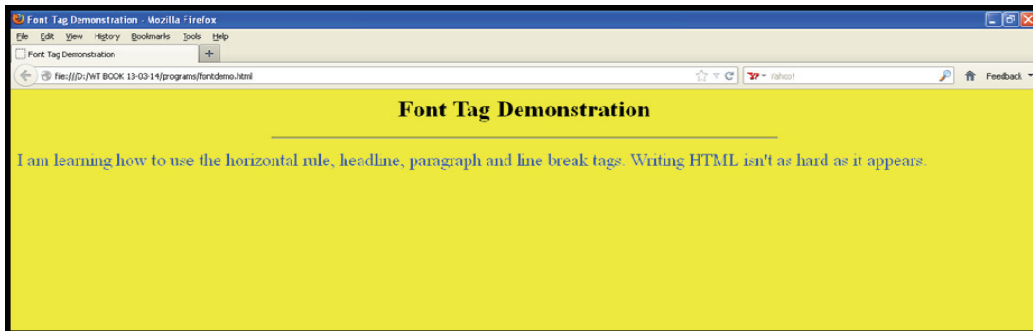 Font Tag Demonstration - Mozilla Firefox
File Edit View History Bookmarks Tools Help
Font Tag Demonstration +
file:///D:/WT BOOK 13-03-14/programs/fontdemo.html Yahoo! Feedback
Font Tag Demonstration
I am learning how to use the horizontal rule, headline, paragraph and line break tags. Writing HTML isn't as hard as it appears.